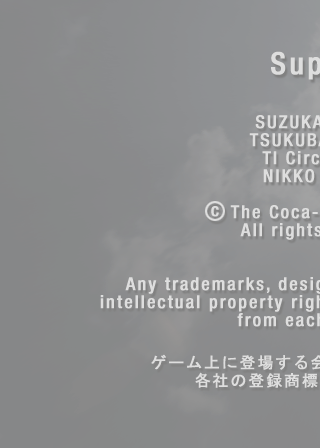 Sup
SUZUKA
TSUKUBA
TI Circ
NIKKO
© The Coca-
All rights
Any trademarks, desig
intellectual property righ
from each
ゲーム上に登場する会
各社の登録商標